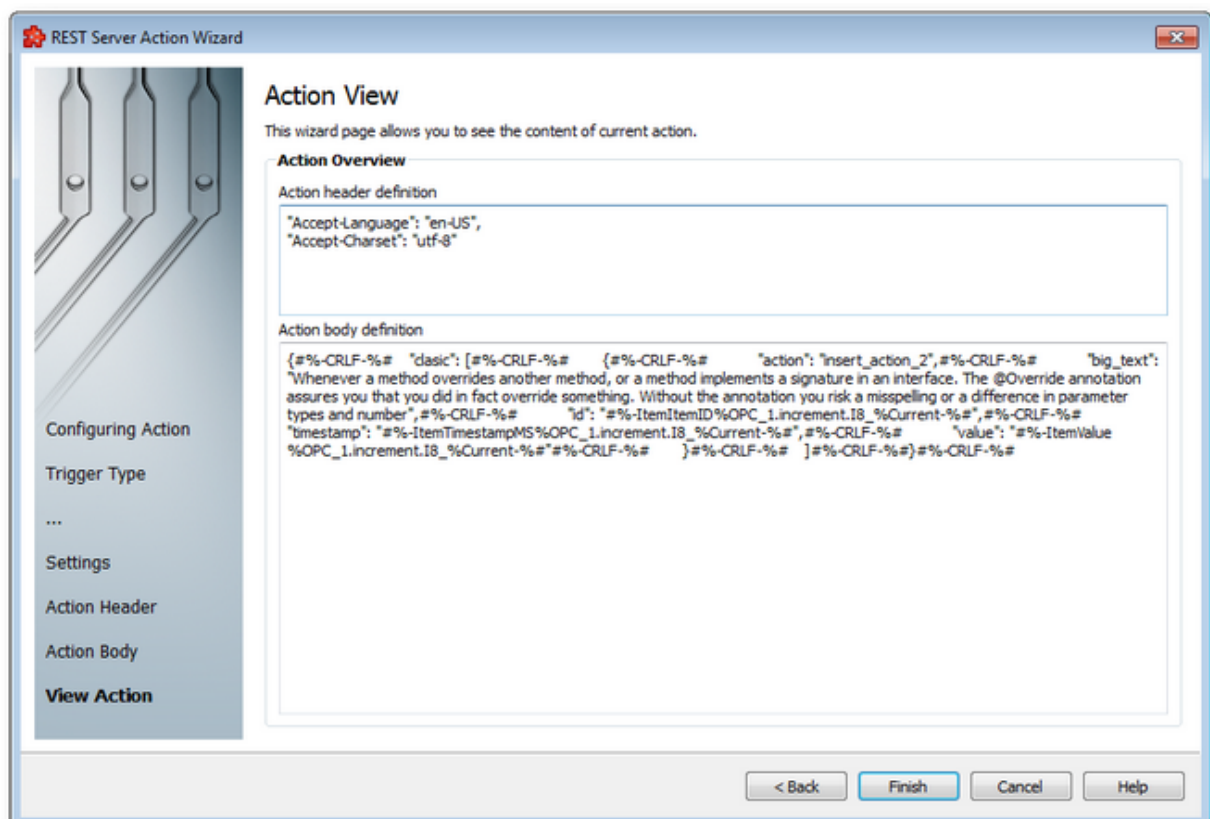 REST Server Action Wizard
Action View
This wizard page allows you to see the content of current action.
Action Overview
Action header definition
"Accept-Language": "en-US",
"Accept-Charset": "utf-8"
Action body definition
{#%-CRLF-%#    "clasic": [#%-CRLF-%#        {#%-CRLF-%#            "action": "insert_action_2",#%-CRLF-%#            "big_text":
"Whenever a method overrides another method, or a method implements a signature in an interface. The @Override annotation
assures you that you did in fact override something. Without the annotation you risk a misspelling or a difference in parameter
types and number",#%-CRLF-%#            "id": "#%-ItemItemID%OPC_1.increment.I8_%Current-%#",#%-CRLF-%#
"timestamp": "#%-ItemTimestampMS%OPC_1.increment.I8_%Current-%#",#%-CRLF-%#            "value": "#%-ItemValue
%OPC_1.increment.I8_%Current-%#"#%-CRLF-%#        }#%-CRLF-%#    ]#%-CRLF-%#}#%-CRLF-%#
Configuring Action
Trigger Type
...
Settings
Action Header
Action Body
View Action
< Back
Finish
Cancel
Help